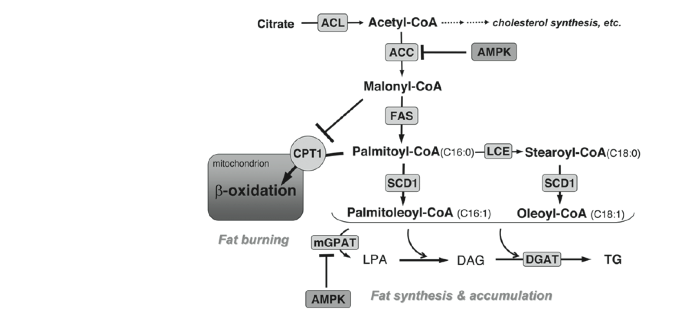 Citrate ACL Acetyl-CoA cholesterol synthesis, etc.
ACC AMPK
Malonyl-CoA
FAS
CPT1 Palmitoyl-CoA(C16:0) LCE Stearoyl-CoA(C18:0)
mitochondrion
β-oxidation SCD1 SCD1
Palmitoleoyl-CoA (C16:1) Oleoyl-CoA (C18:1)
Fat burning mGPAT
LPA DAG DGAT TG
AMPK Fat synthesis & accumulation